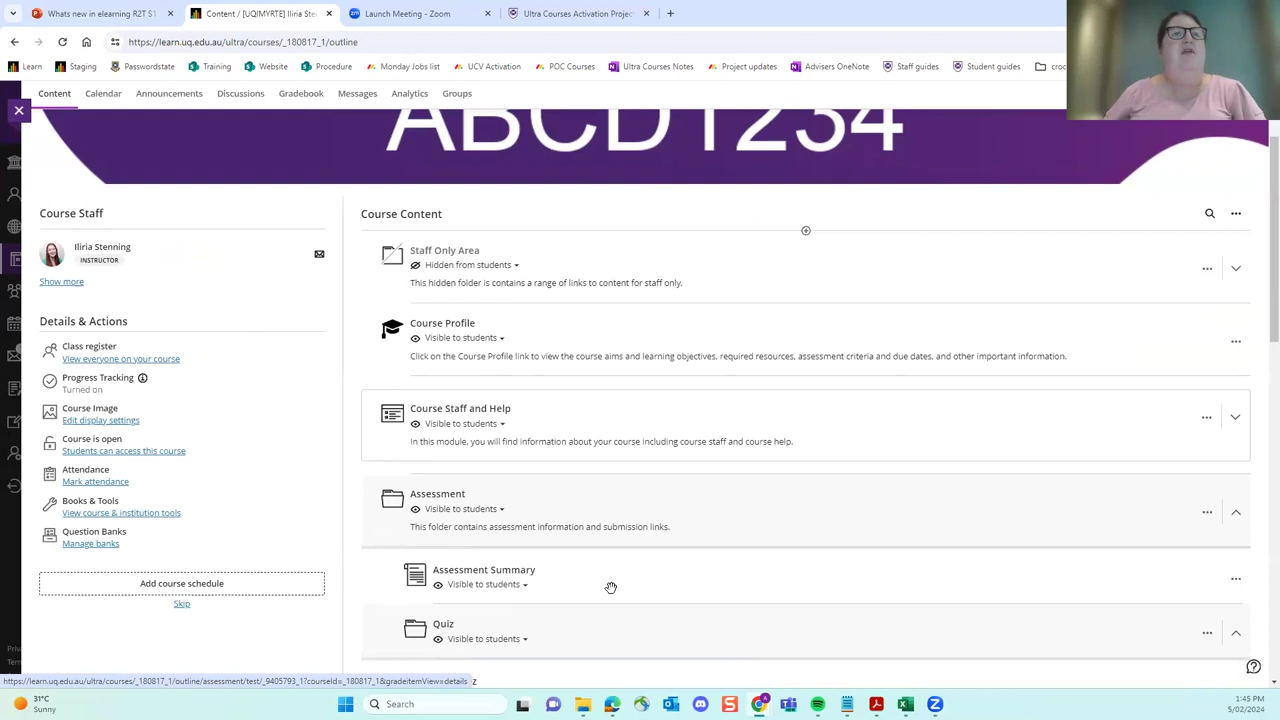 Whats new in elearning R2T S1
Content / [UQIMYRTE] Iliria Ste
Launch Meeting - Zoom
Ultra Courses Activation Projec
https://learn.uq.edu.au/ultra/courses/_180817_1/outline
Learn
Staging
Passwordstate
Training
Website
Procedure
Monday Jobs list
UCV Activation
POC Courses
Ultra Courses Notes
Project updates
Advisers OneNote
Staff guides
Student guides
croc
Content
Calendar
Announcements
Discussions
Gradebook
Messages
Analytics
Groups
ABCD1234
Course Staff
Iliria Stenning
INSTRUCTOR
Show more
Details & Actions
Class register
View everyone on your course
Progress Tracking
Turned on
Course Image
Edit display settings
Course is open
Students can access this course
Attendance
Mark attendance
Books & Tools
View course & institution tools
Question Banks
Manage banks
Add course schedule
Skip
Course Content
Staff Only Area
Hidden from students
This hidden folder is contains a range of links to content for staff only.
Course Profile
Visible to students
Click on the Course Profile link to view the course aims and learning objectives, required resources, assessment criteria and due dates, and other important information.
Course Staff and Help
Visible to students
In this module, you will find information about your course including course staff and course help.
Assessment
Visible to students
This folder contains assessment information and submission links.
Assessment Summary
Visible to students
Quiz
Visible to students
https://learn.uq.edu.au/ultra/courses/_180817_1/outline/assessment/test/_9405793_1?courseId=_180817_1&gradeitemView=details
31°C
Sunny
Search
1:45 PM
5/02/2024